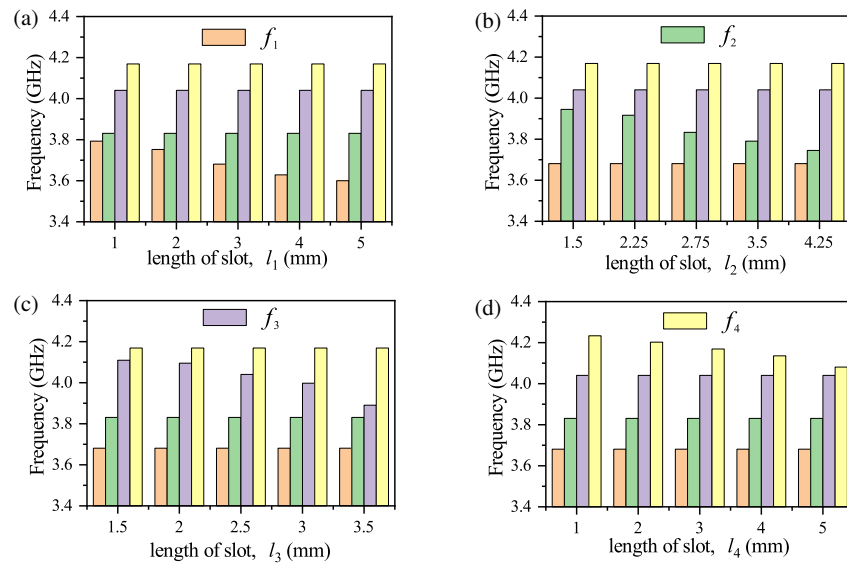 (a)
f1
Frequency (GHz)
4.4
4.2
4.0
3.8
3.6
3.4
1 2 3 4 5
length of slot, l1 (mm)
(b)
f2
Frequency (GHz)
4.4
4.2
4.0
3.8
3.6
3.4
1.5 2.25 2.75 3.5 4.25
length of slot, l2 (mm)
(c)
f3
Frequency (GHz)
4.4
4.2
4.0
3.8
3.6
3.4
1.5 2 2.5 3 3.5
length of slot, l3 (mm)
(d)
f4
Frequency (GHz)
4.4
4.2
4.0
3.8
3.6
3.4
1 2 3 4 5
length of slot, l4 (mm)